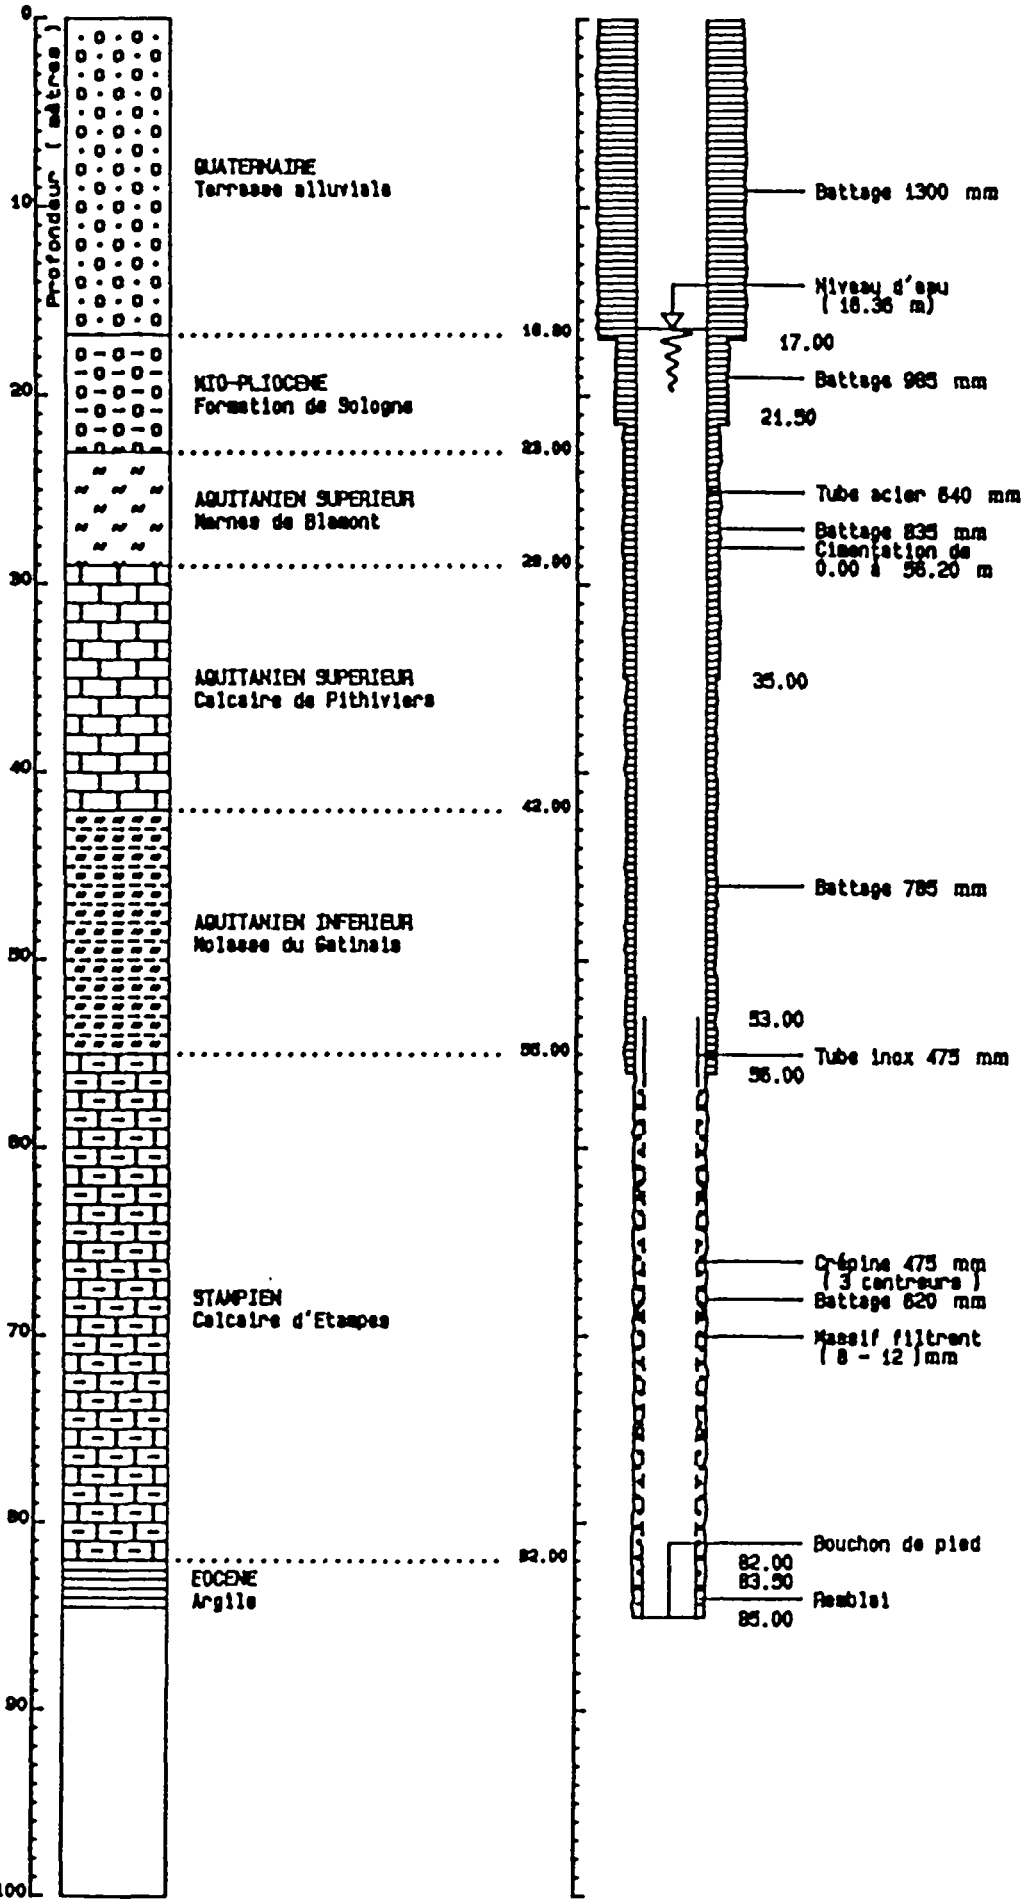 0
Profondeur ( mètres )
10
20
30
40
50
60
70
80
90
100
QUATERNAIRE
Terrasse alluviale
16.80
MIO-PLIOCENE
Formation de Sologne
23.00
AQUITANIEN SUPERIEUR
Marnes de Blamont
29.00
AQUITANIEN SUPERIEUR
Calcaire de Pithiviers
42.00
AQUITANIEN INFERIEUR
Molasse du Gatinais
55.00
STAMPIEN
Calcaire d'Etampes
82.00
EOCENE
Argile
Battage 1300 mm
Niveau d'eau
( 16.36 m)
17.00
Battage 985 mm
21.50
Tube acier 640 mm
Battage 835 mm
Cimentation de
0.00 à 56.20 m
35.00
Battage 785 mm
53.00
Tube inox 475 mm
56.00
Crépine 475 mm
( 3 centreurs )
Battage 620 mm
Massif filtrant
( 8 - 12 )mm
Bouchon de pied
82.00
83.50
Remblai
85.00